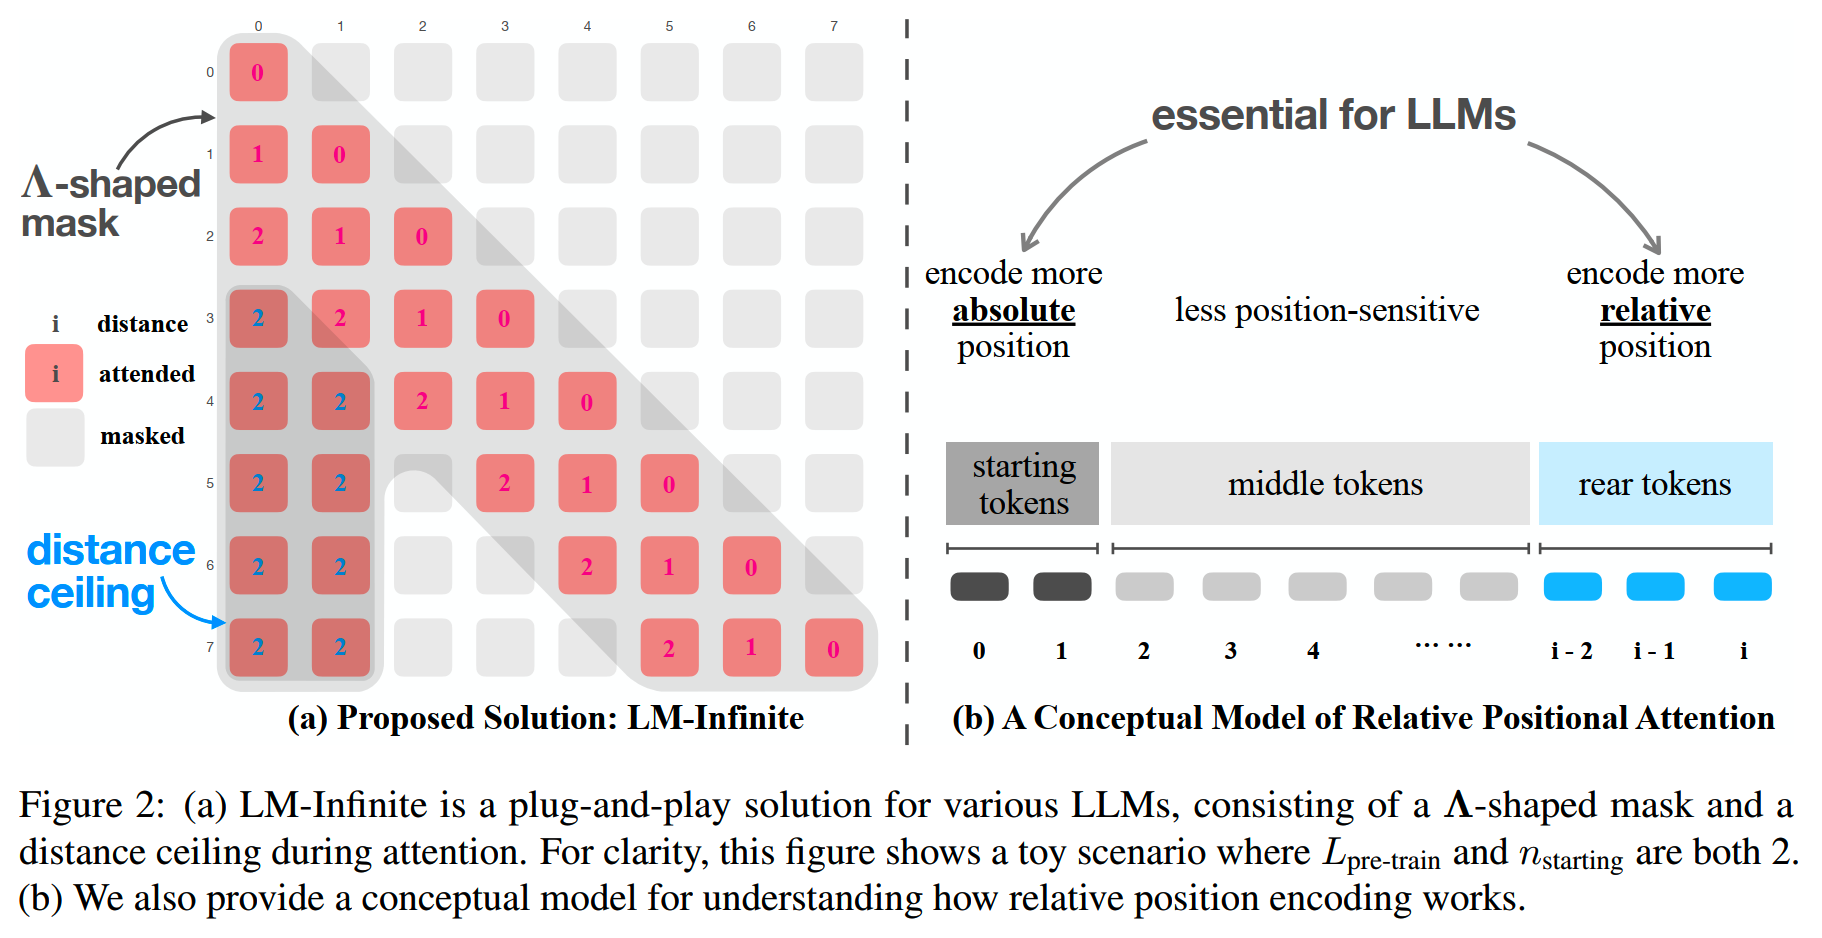 0 1 2 3 4 5 6 7
0 0
1 1 0
2 2 1 0
3 2 2 1 0
4 2 2 2 1 0
5 2 2 2 1 0
6 2 2 2 1 0
7 2 2 2 1 0
Λ-shaped
mask
i distance
i attended
masked
distance
ceiling
(a) Proposed Solution: LM-Infinite
essential for LLMs
encode more
absolute
position
less position-sensitive
encode more
relative
position
starting
tokens
middle tokens
rear tokens
0 1 2 3 4 ... ... i - 2 i - 1 i
(b) A Conceptual Model of Relative Positional Attention
Figure 2: (a) LM-Infinite is a plug-and-play solution for various LLMs, consisting of a Λ-shaped mask and a
distance ceiling during attention. For clarity, this figure shows a toy scenario where Lpre-train and nstarting are both 2.
(b) We also provide a conceptual model for understanding how relative position encoding works.